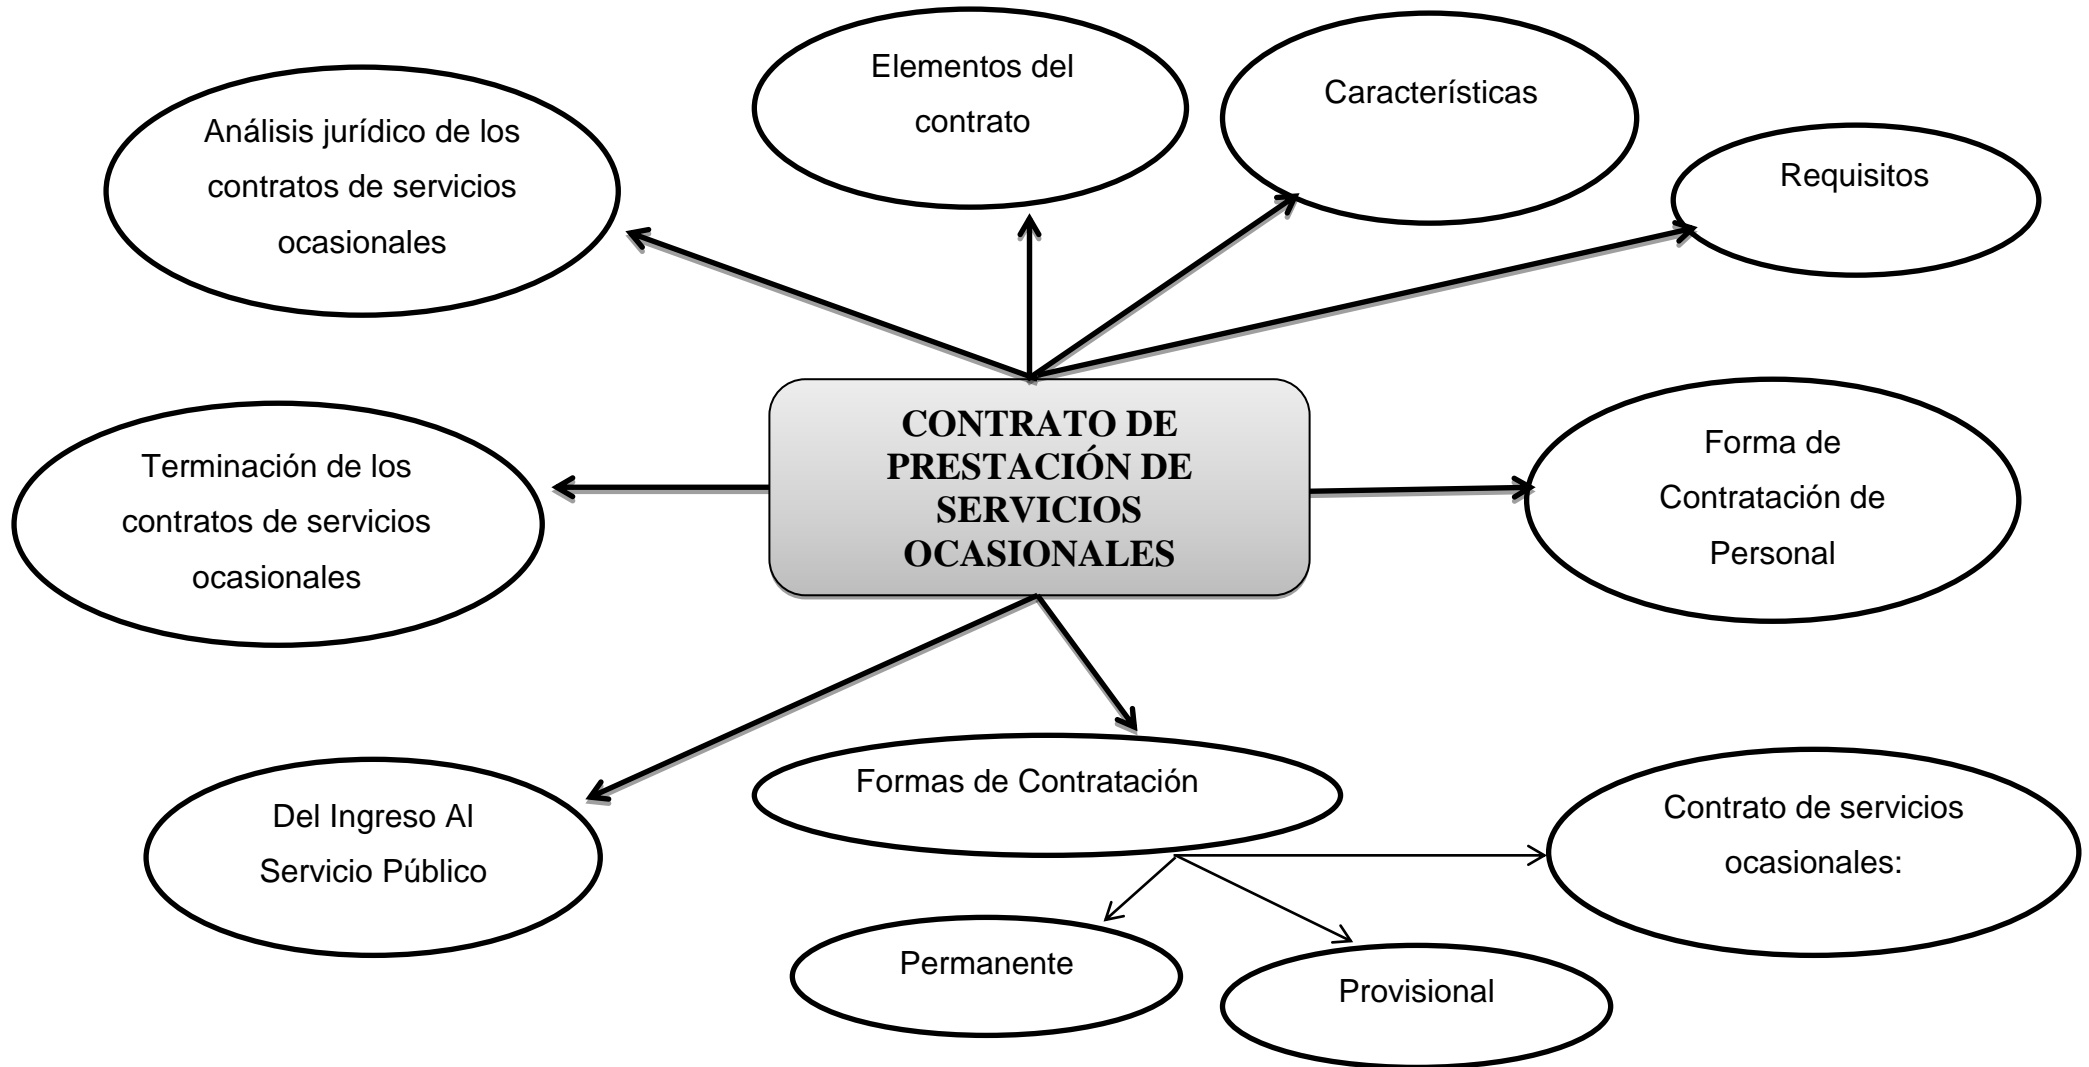 Elementos del
contrato
Características
Análisis jurídico de los
contratos de servicios
ocasionales
Requisitos
CONTRATO DE
PRESTACIÓN DE
SERVICIOS
OCASIONALES
Terminación de los
contratos de servicios
ocasionales
Forma de
Contratación de
Personal
Del Ingreso Al
Servicio Público
Formas de Contratación
Contrato de servicios
ocasionales:
Permanente
Provisional